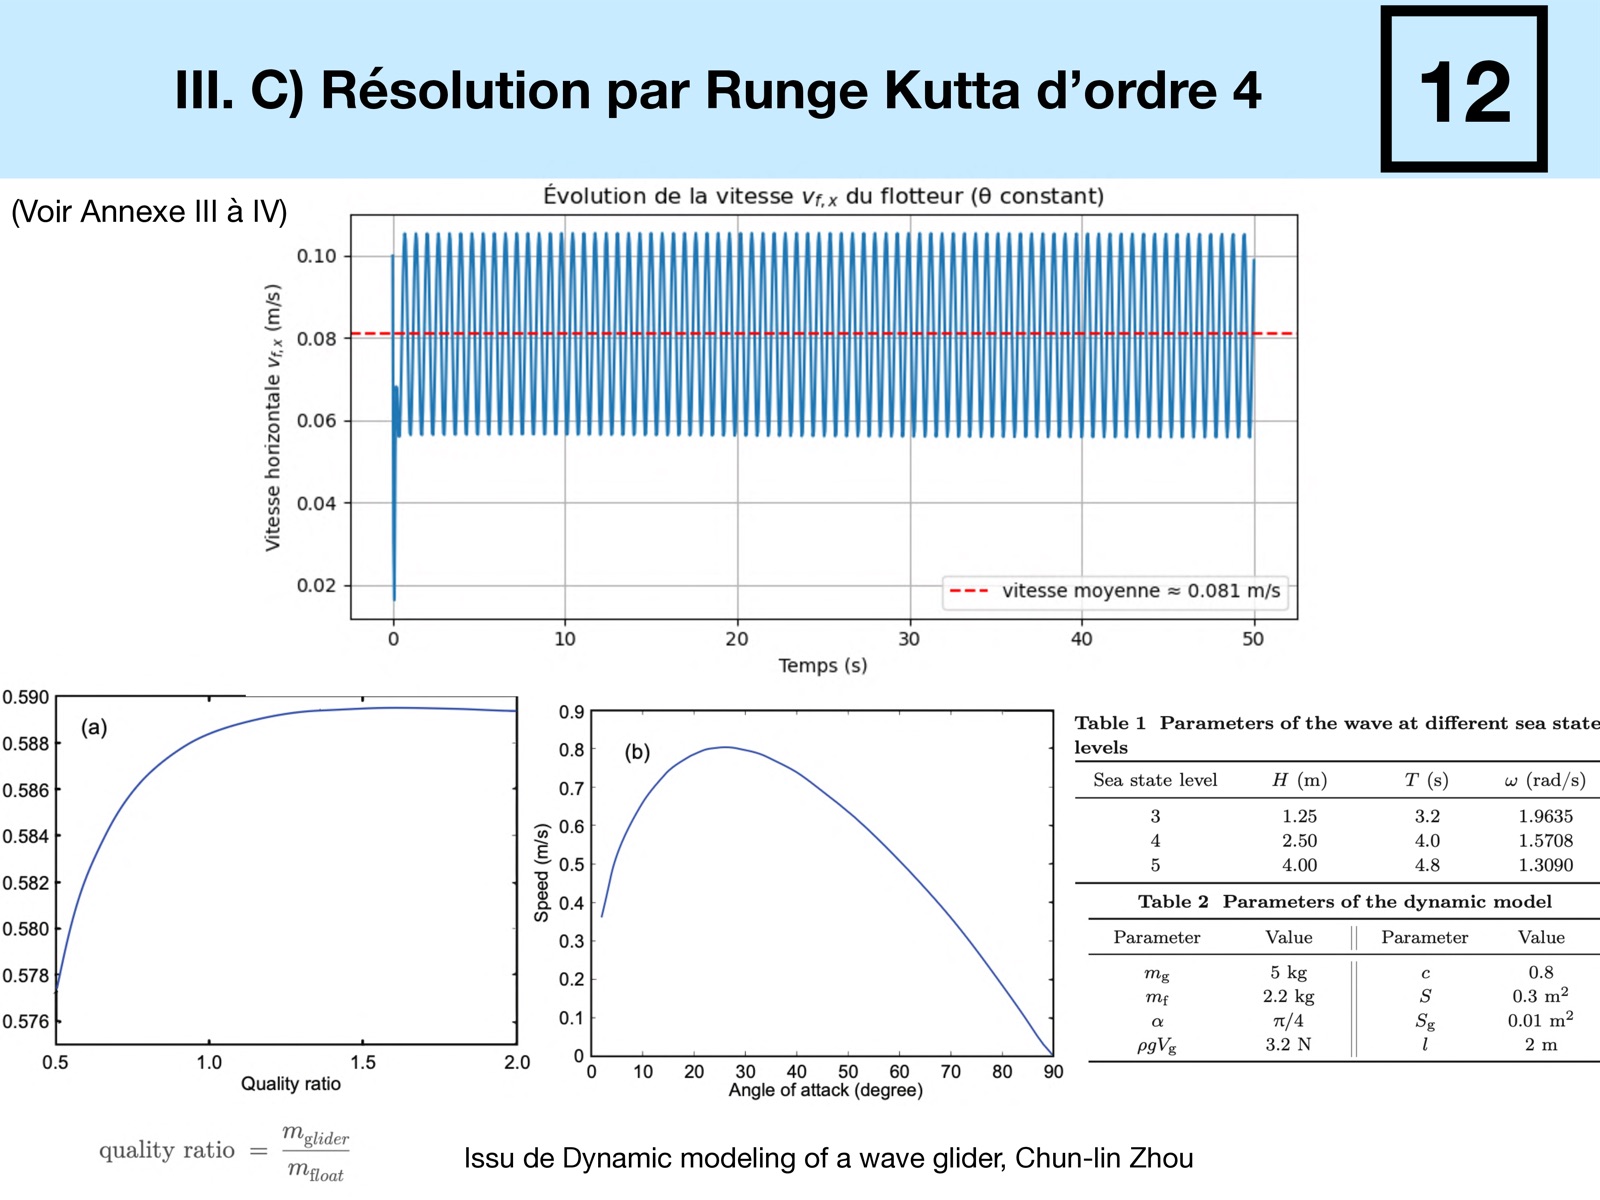 III. C) Résolution par Runge Kutta d’ordre 4
12
(Voir Annexe III à IV)
Évolution de la vitesse v_{f,x} du flotteur (θ constant)
Vitesse horizontale v_{f,x} (m/s)
0.10
0.08
0.06
0.04
0.02
vitesse moyenne ≈ 0.081 m/s
0 10 20 30 40 50
Temps (s)
(a)
0.590
0.588
0.586
0.584
0.582
0.580
0.578
0.576
0.5 1.0 1.5 2.0
Quality ratio
(b)
Speed (m/s)
0.9
0.8
0.7
0.6
0.5
0.4
0.3
0.2
0.1
0
0 10 20 30 40 50 60 70 80 90
Angle of attack (degree)
Table 1 Parameters of the wave at different sea state
levels
Sea state level H (m) T (s) ω (rad/s)
3 1.25 3.2 1.9635
4 2.50 4.0 1.5708
5 4.00 4.8 1.3090
Table 2 Parameters of the dynamic model
Parameter Value Parameter Value
m_g 5 kg c 0.8
m_f 2.2 kg S 0.3 m²
α π/4 S_g 0.01 m²
ρgV_g 3.2 N l 2 m
quality ratio = m_glider / m_float
Issu de Dynamic modeling of a wave glider, Chun-lin Zhou